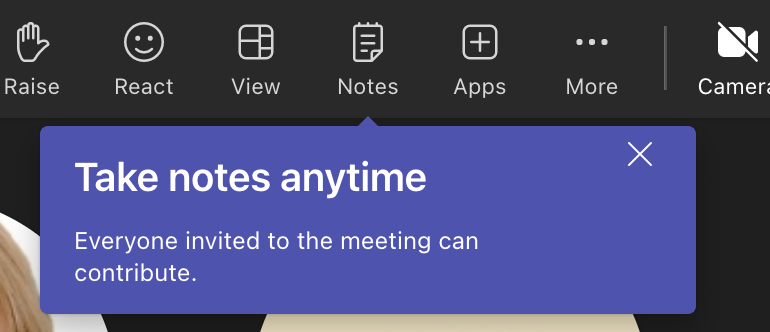 Raise React View Notes Apps More Camera
Take notes anytime
Everyone invited to the meeting can
contribute.